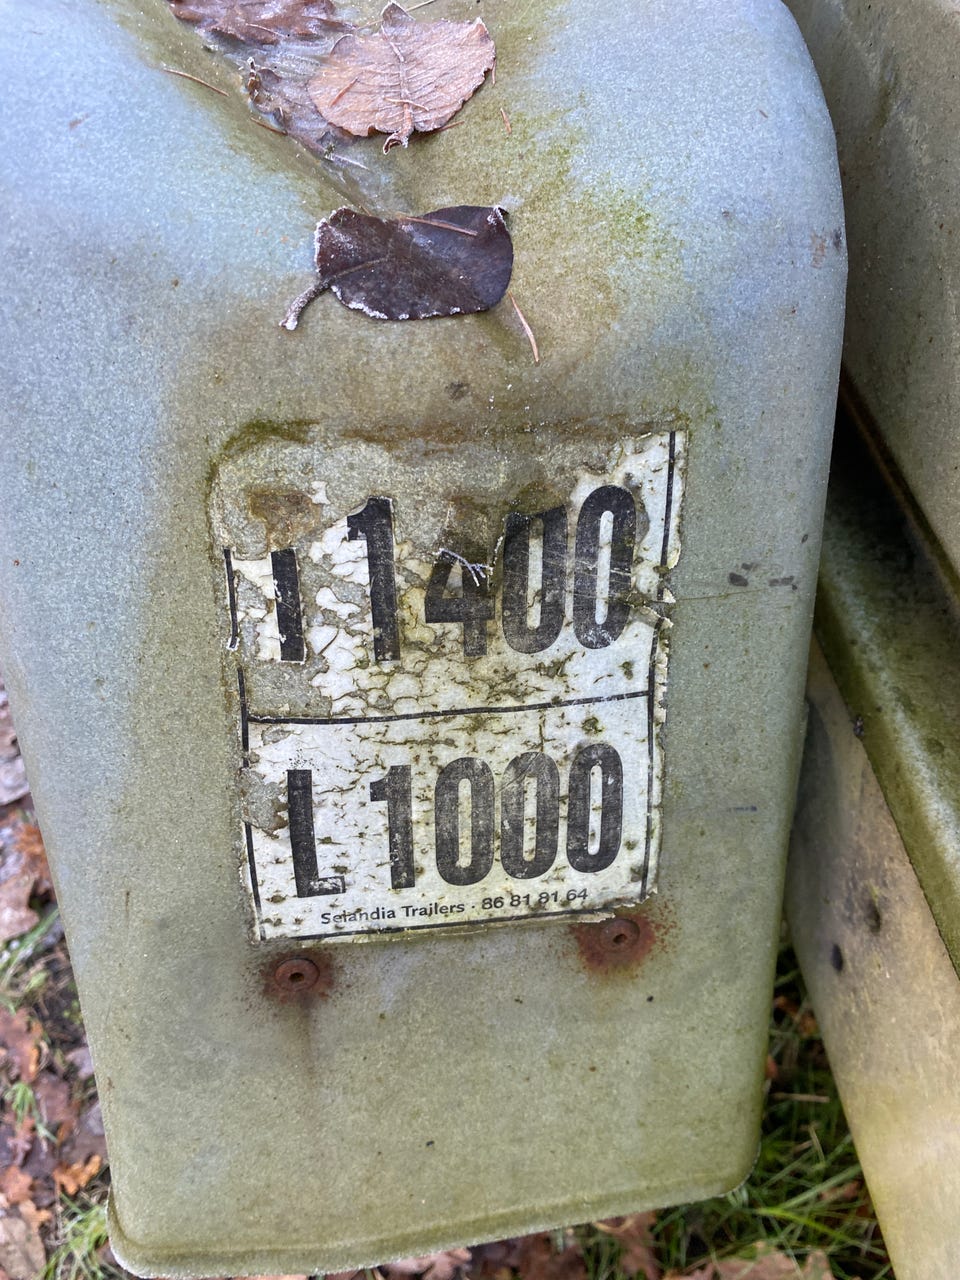 T 1400
L 1000
Selandia Trailers · 86 81 81 64